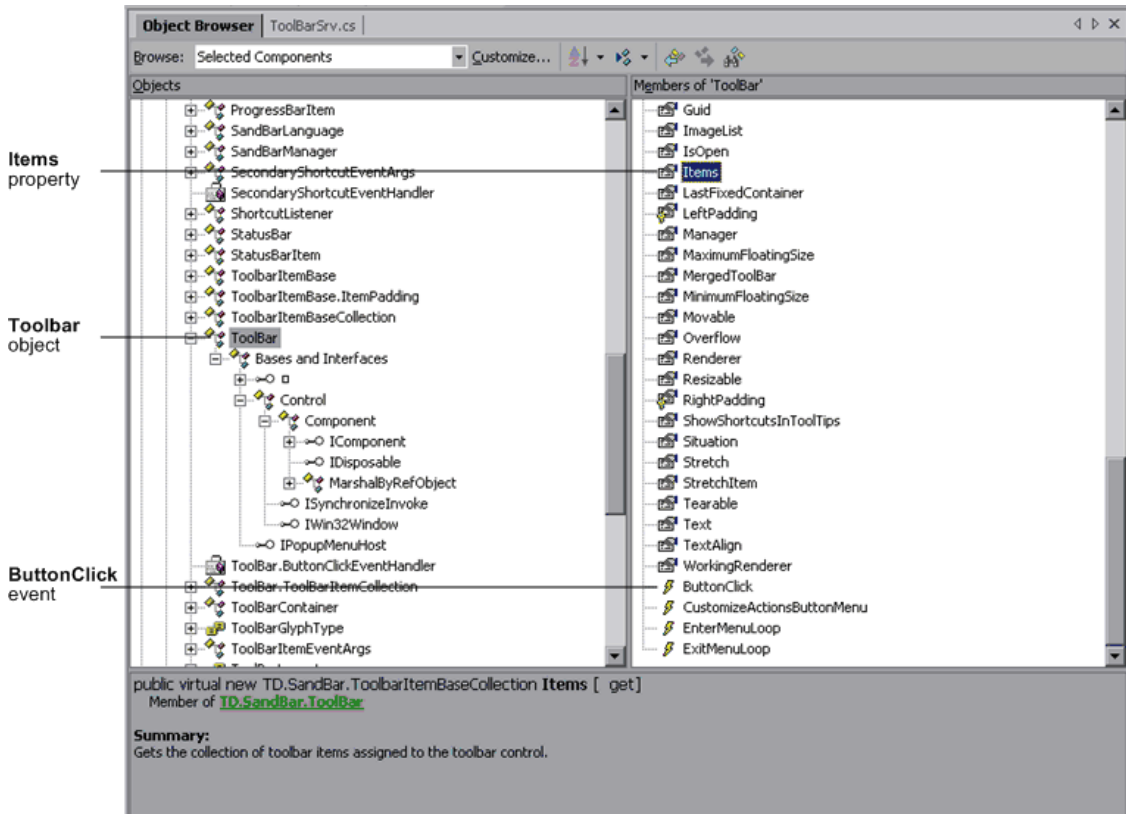 Object Browser ToolBarSrv.cs
Browse: Selected Components Customize...
Objects
ProgressBarItem
SandBarLanguage
SandBarManager
SecondaryShortcutEventArgs
SecondaryShortcutEventHandler
ShortcutListener
StatusBar
StatusBarItem
ToolbarItemBase
ToolbarItemBase.ItemPadding
ToolbarItemBaseCollection
ToolBar
Bases and Interfaces
Control
Component
IComponent
IDisposable
MarshalByRefObject
ISynchronizeInvoke
IWin32Window
IPopupMenuHost
ToolBar.ButtonClickEventHandler
ToolBar.ToolBarItemCollection
ToolBarContainer
ToolBarGlyphType
ToolBarItemEventArgs
Members of 'ToolBar'
Guid
ImageList
IsOpen
Items
LastFixedContainer
LeftPadding
Manager
MaximumFloatingSize
MergedToolBar
MinimumFloatingSize
Movable
Overflow
Renderer
Resizable
RightPadding
ShowShortcutsInToolTips
Situation
Stretch
StretchItem
Tearable
Text
TextAlign
WorkingRenderer
ButtonClick
CustomizeActionsButtonMenu
EnterMenuLoop
ExitMenuLoop
Items
property
Toolbar
object
ButtonClick
event
public virtual new TD.SandBar.ToolbarItemBaseCollection Items [ get]
Member of TD.SandBar.ToolBar
Summary:
Gets the collection of toolbar items assigned to the toolbar control.